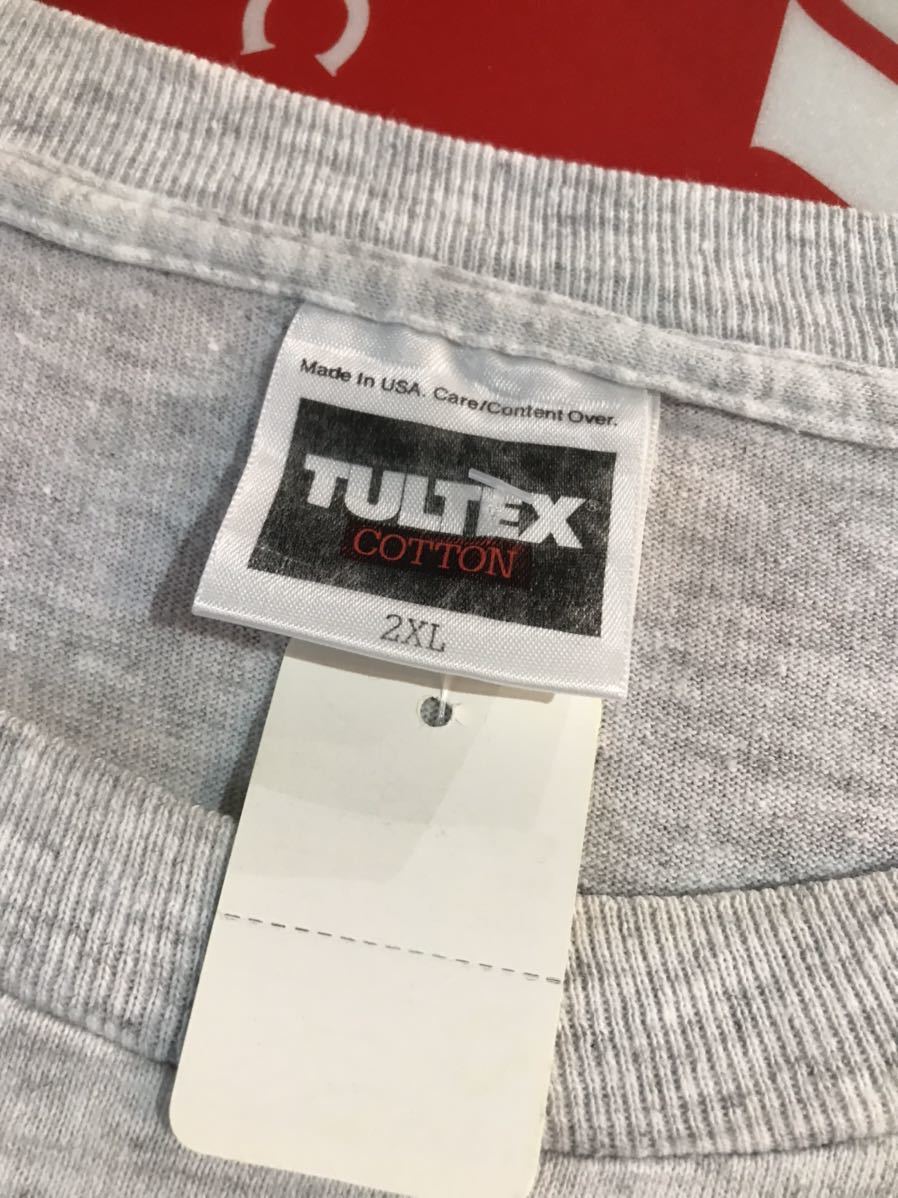 Made In USA. Care/Content Over.
TULTEX
COTTON
2XL